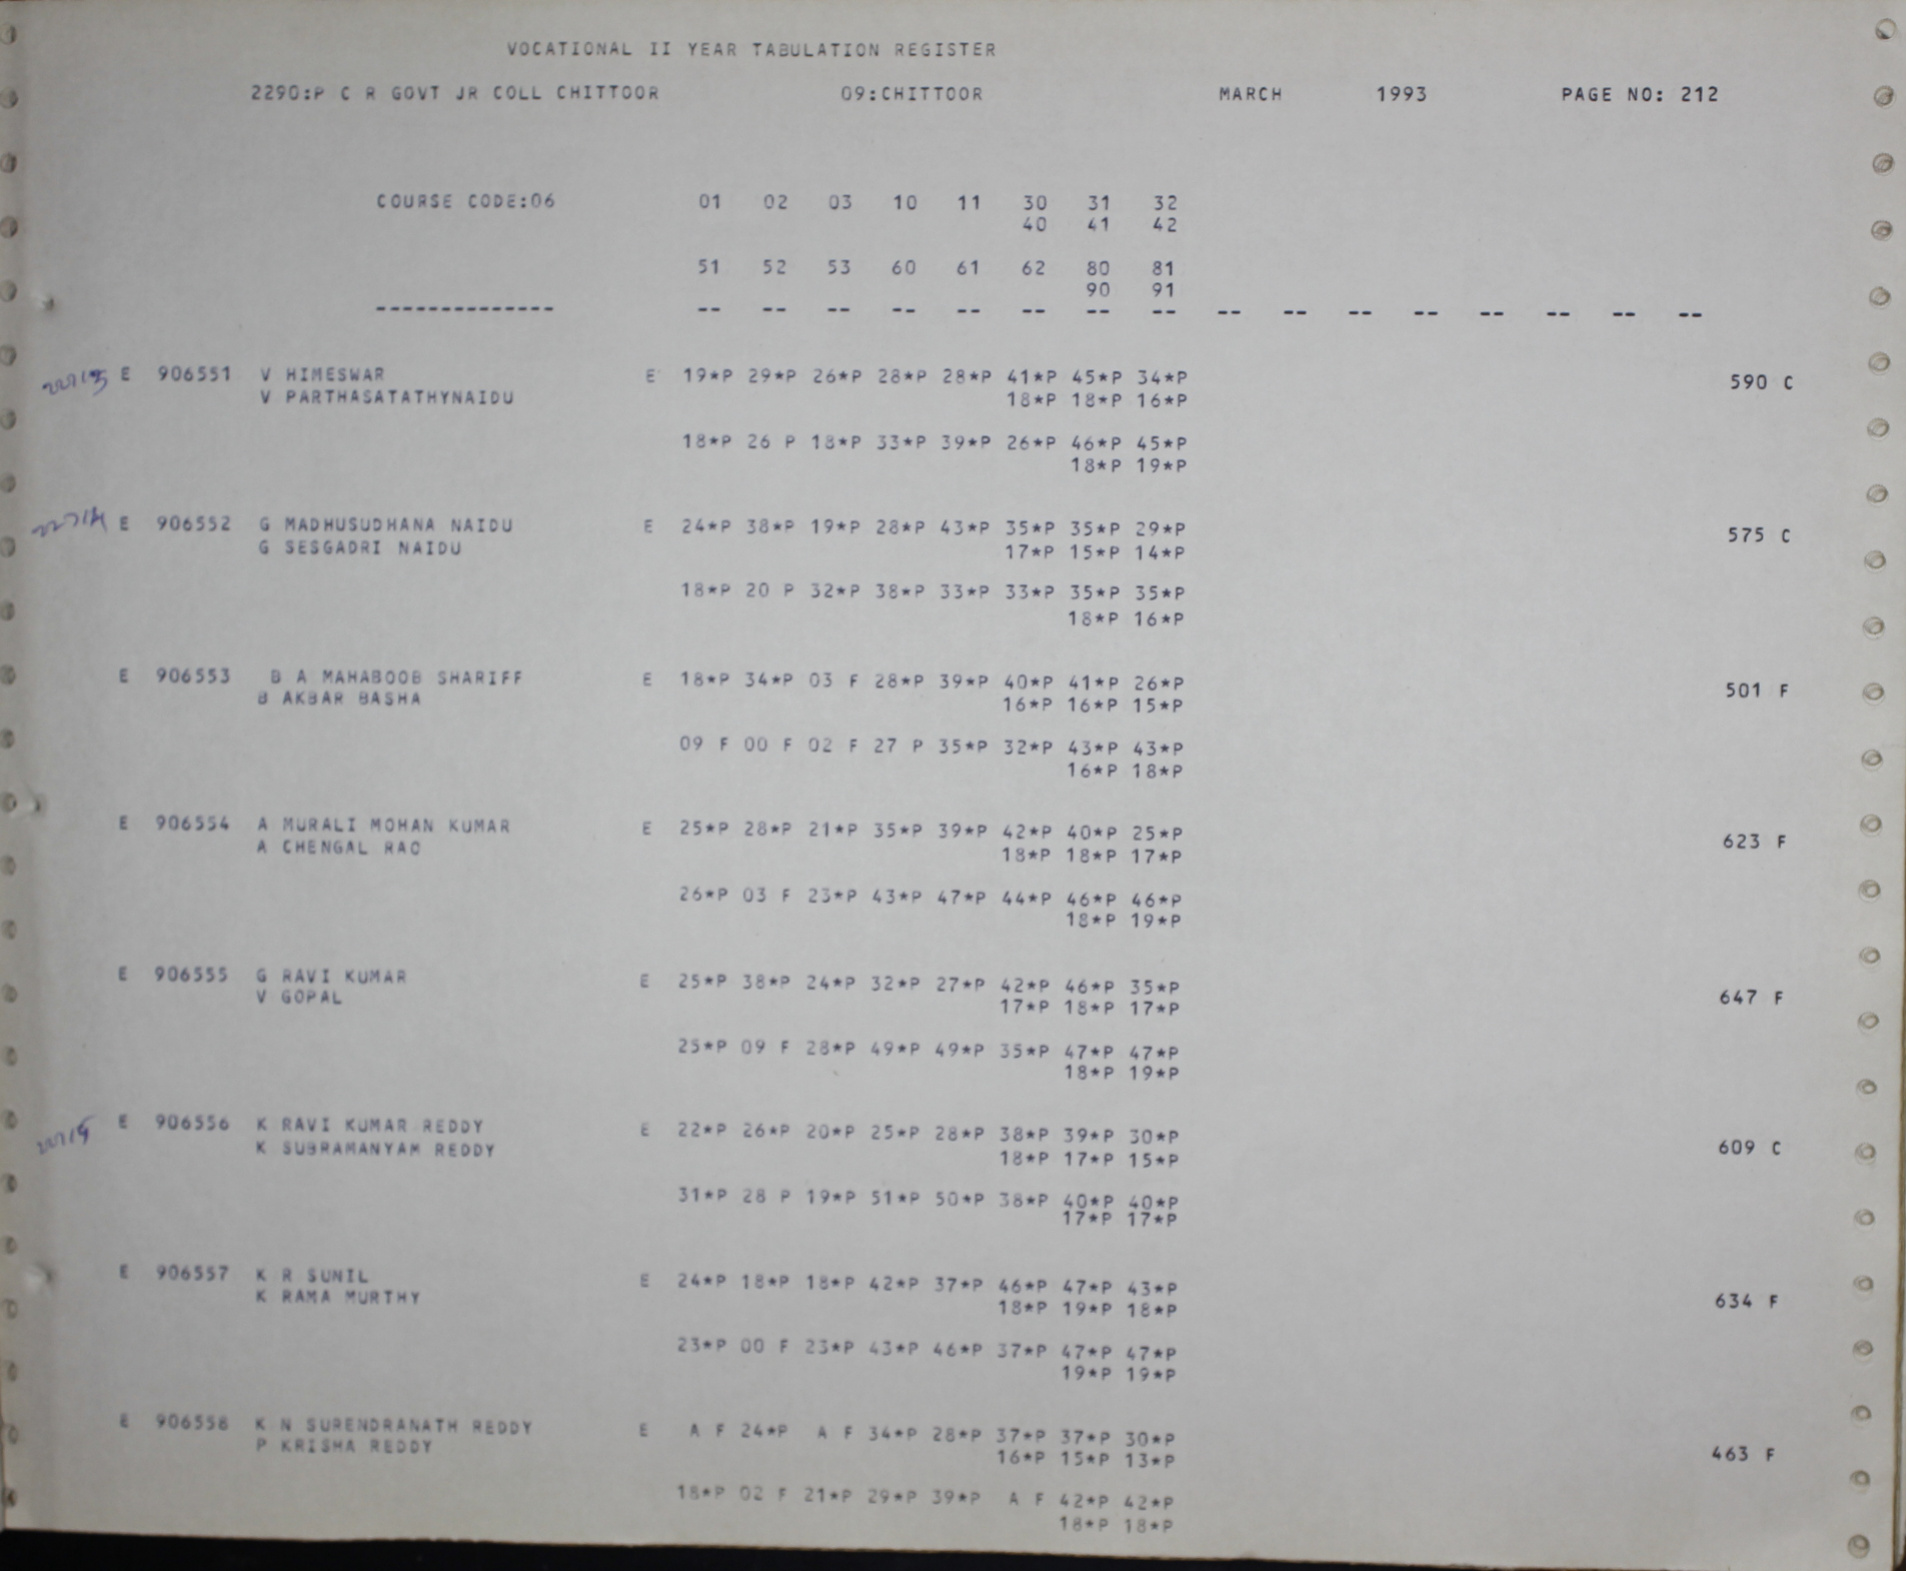 VOCATIONAL II YEAR TABULATION REGISTER
2290:P C R GOVT JR COLL CHITTOOR 09:CHITTOOR MARCH 1993 PAGE NO: 212
COURSE CODE:06 01 02 03 10 11 30 31 32
40 41 42
51 52 53 60 61 62 80 81
90 91
-------------- -- -- -- -- -- -- -- -- -- -- -- -- -- -- -- --
E 906551 V HIMESWAR E 19*P 29*P 26*P 28*P 28*P 41*P 45*P 34*P 590 C
V PARTHASATATHYNAIDU 18*P 18*P 16*P
18*P 26 P 18*P 33*P 39*P 26*P 46*P 45*P
18*P 19*P
E 906552 G MADHUSUDHANA NAIDU E 24*P 38*P 19*P 28*P 43*P 35*P 35*P 29*P 575 C
G SESGADRI NAIDU 17*P 15*P 14*P
18*P 20 P 32*P 38*P 33*P 33*P 35*P 35*P
18*P 16*P
E 906553 B A MAHABOOB SHARIFF E 18*P 34*P 03 F 28*P 39*P 40*P 41*P 26*P 501 F
B AKBAR BASHA 16*P 16*P 15*P
09 F 00 F 02 F 27 P 35*P 32*P 43*P 43*P
16*P 18*P
E 906554 A MURALI MOHAN KUMAR E 25*P 28*P 21*P 35*P 39*P 42*P 40*P 25*P 623 F
A CHENGAL RAO 18*P 18*P 17*P
26*P 03 F 23*P 43*P 47*P 44*P 46*P 46*P
18*P 19*P
E 906555 G RAVI KUMAR E 25*P 38*P 24*P 32*P 27*P 42*P 46*P 35*P 647 F
V GOPAL 17*P 18*P 17*P
25*P 09 F 28*P 49*P 49*P 35*P 47*P 47*P
18*P 19*P
E 906556 K RAVI KUMAR REDDY E 22*P 26*P 20*P 25*P 28*P 38*P 39*P 30*P 609 C
K SUBRAMANYAM REDDY 18*P 17*P 15*P
31*P 28 P 19*P 51*P 50*P 38*P 40*P 40*P
17*P 17*P
E 906557 K R SUNIL E 24*P 18*P 18*P 42*P 37*P 46*P 47*P 43*P 634 F
K RAMA MURTHY 18*P 19*P 18*P
23*P 00 F 23*P 43*P 46*P 37*P 47*P 47*P
19*P 19*P
E 906558 K N SURENDRANATH REDDY E A F 24*P A F 34*P 28*P 37*P 37*P 30*P 463 F
P KRISHA REDDY 16*P 15*P 13*P
18*P 02 F 21*P 29*P 39*P A F 42*P 42*P
18*P 18*P